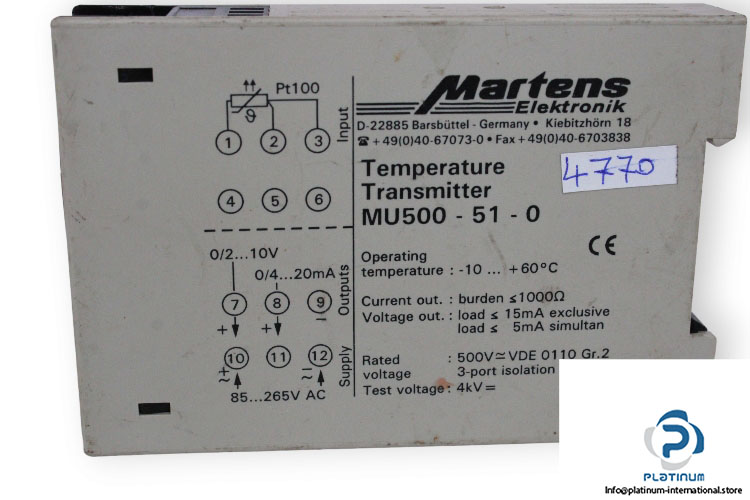 Pt100
ϑ
1 2 3
Input
4 5 6
0/2...10V
0/4...20mA
7 8 9
Outputs
+ + −
10 11 12
Supply
85...265V AC
Martens
Elektronik
D-22885 Barsbüttel - Germany • Kiebitzhörn 18
☎ +49(0)40-67073-0 • Fax +49(0)40-6703838
Temperature
Transmitter
MU500 - 51 - 0
4770
CE
Operating
temperature : -10 ... +60°C
Current out. : burden ≤1000Ω
Voltage out. : load ≤ 15mA exclusive
load ≤ 5mA simultan
Rated : 500V≃VDE 0110 Gr.2
voltage 3-port isolation
Test voltage : 4kV=
PLATINUM
Info@platinum-international.store